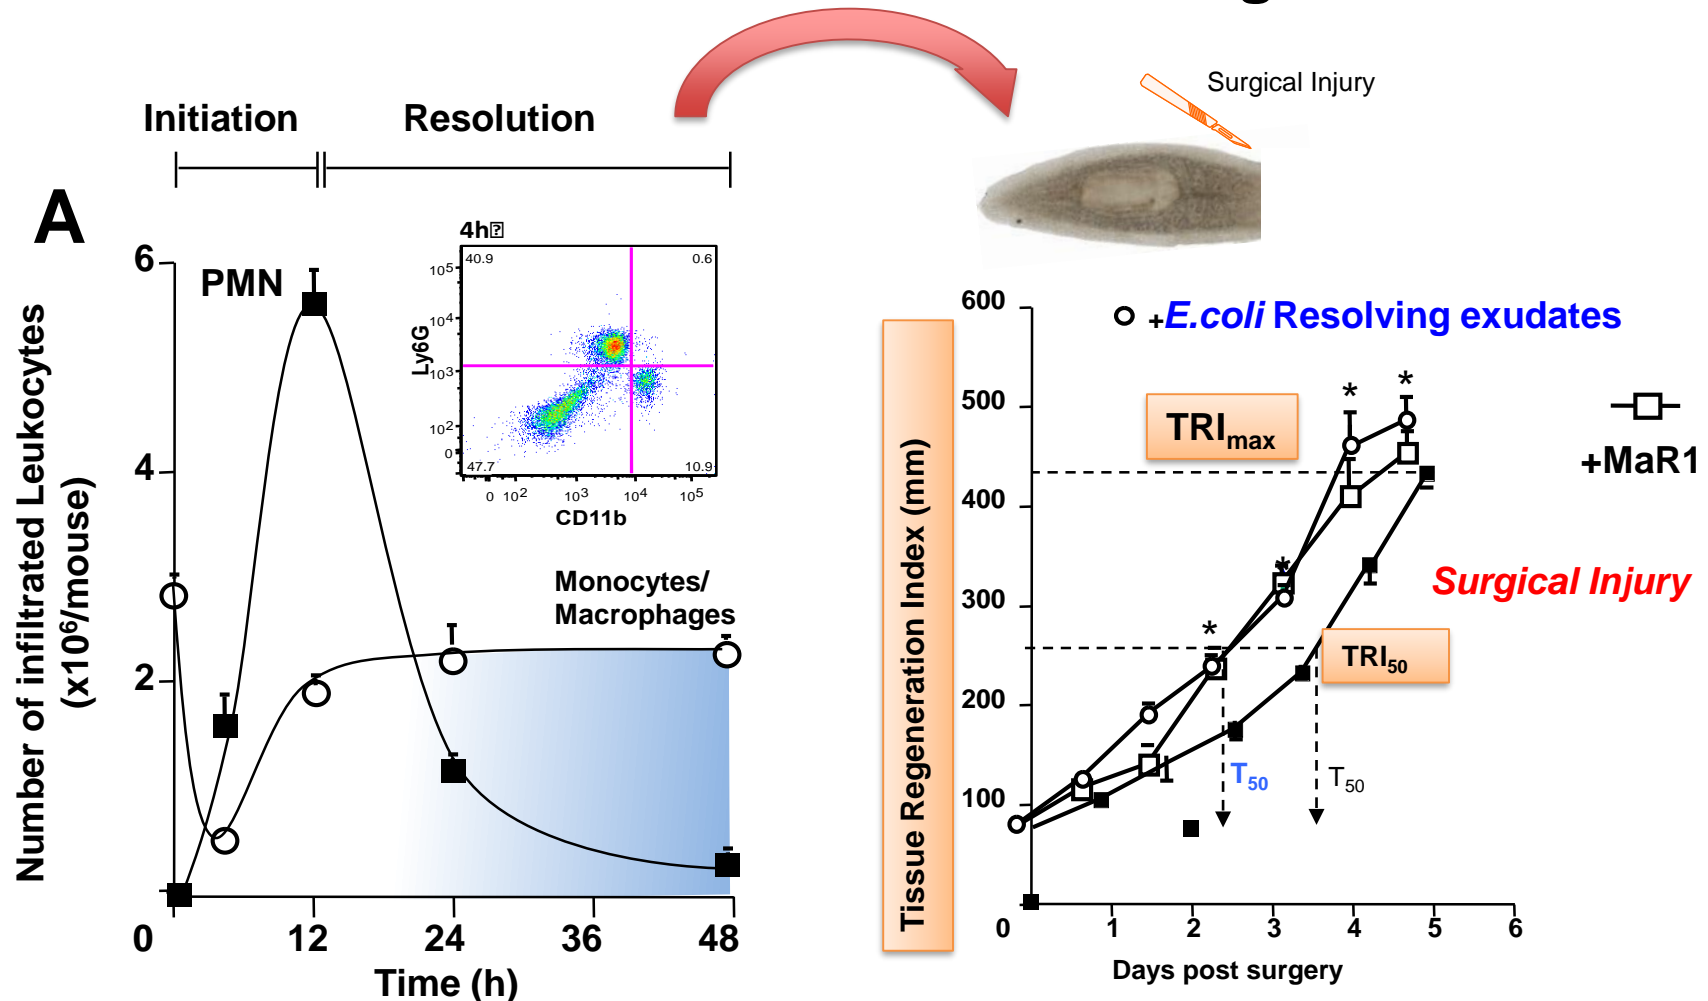 Surgical Injury
Initiation
Resolution
A
4h
40.9
0.6
10⁵
10⁴
10³
10²
0
Ly6G
47.7
10.9
0 10² 10³ 10⁴ 10⁵
CD11b
PMN
6
4
2
0
12
24
36
48
Number of infiltrated Leukocytes
(x10⁶/mouse)
Monocytes/
Macrophages
Time (h)
+E.coli Resolving exudates
600
500
400
300
200
100
0
Tissue Regeneration Index (mm)
TRImax
*
*
*
*
+MaR1
Surgical Injury
TRI50
T50
T50
1
2
3
4
5
6
Days post surgery